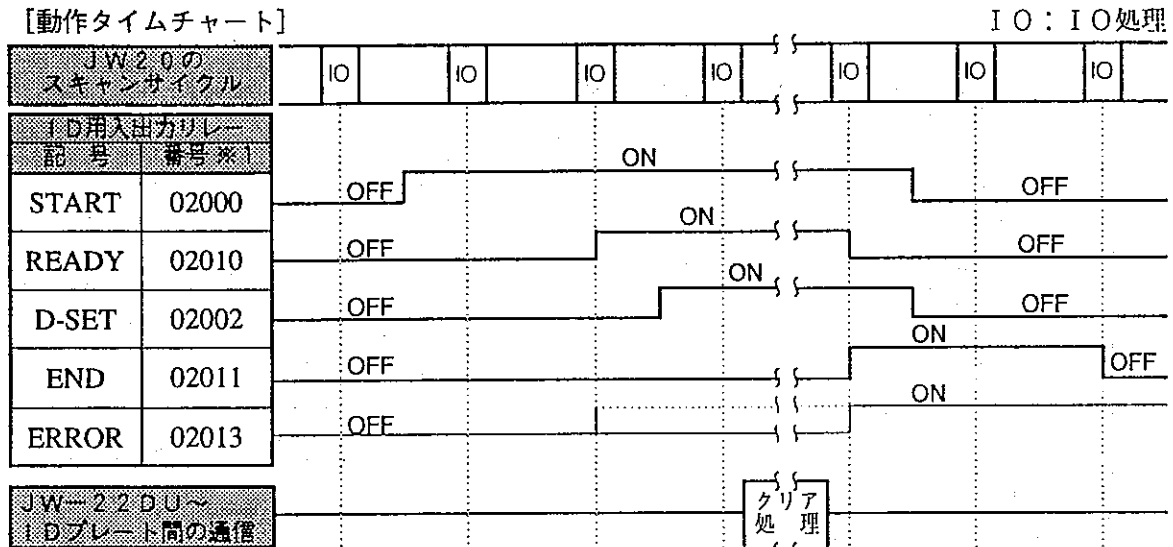 [動作タイムチャート]
IO:IO処理
JW20の
スキャンサイクル
IO IO IO IO IO IO IO
ID用入出力リレー
記号 番号※1
ON
START 02000 OFF OFF
ON
READY 02010 OFF OFF
ON
D-SET 02002 OFF OFF
ON
END 02011 OFF OFF
ON
ERROR 02013 OFF
JW-22DU~
IDプレート間の通信
クリア
処理